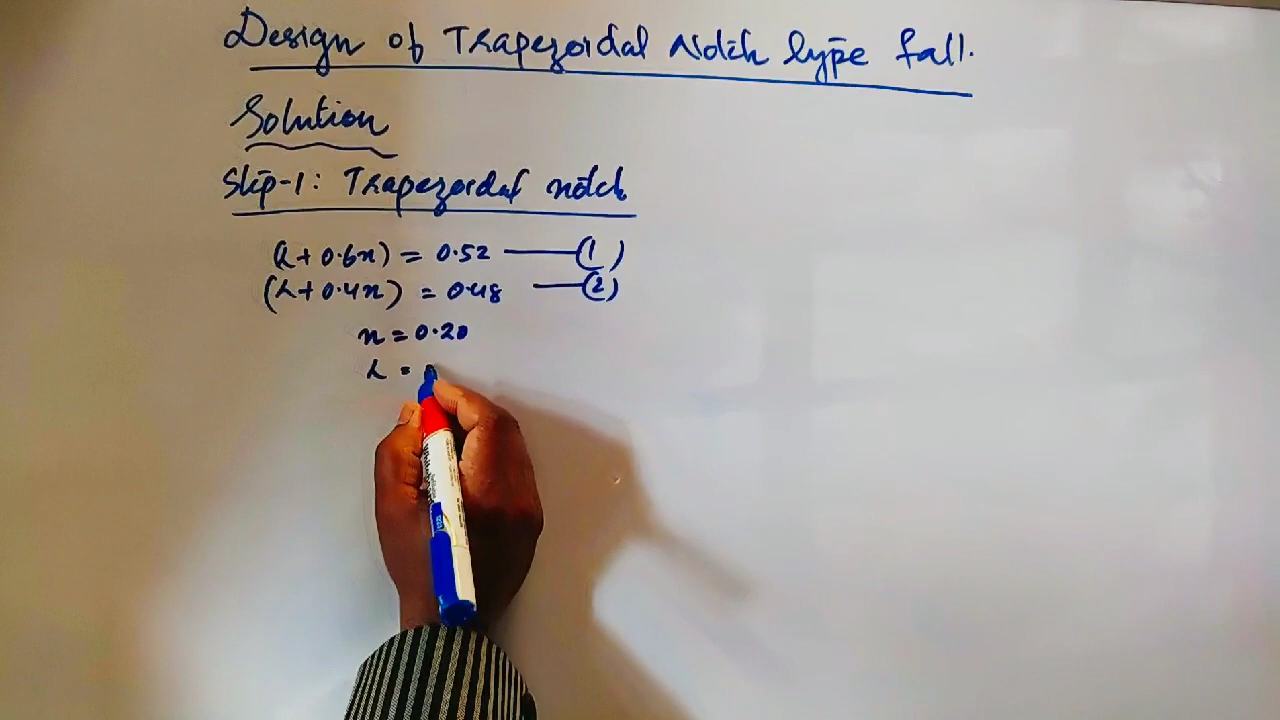 Design of Trapezoidal Notch type fall.
Solution
Step-1: Trapezoidal notch
(L + 0.6n) = 0.52 ——— (1)
(L + 0.4n) = 0.48 —— (2)
n = 0.20
L =